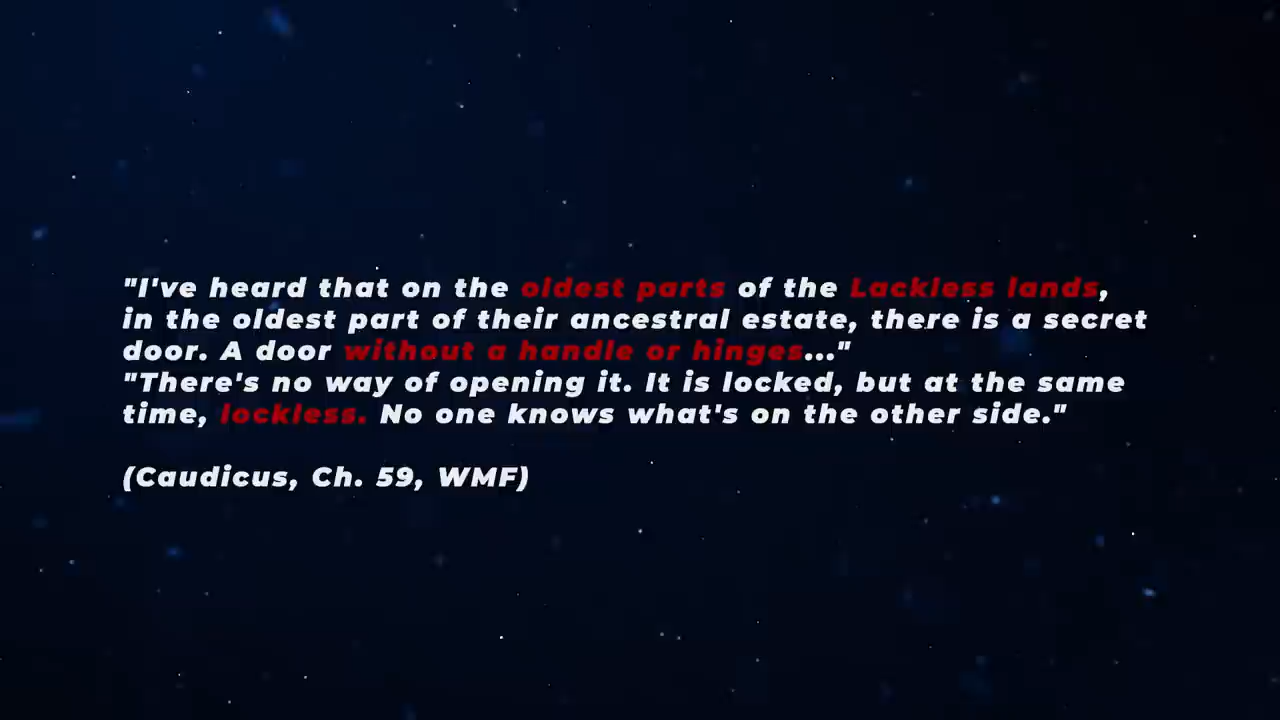 "I've heard that on the oldest parts of the Lackless lands,
in the oldest part of their ancestral estate, there is a secret
door. A door without a handle or hinges..."
"There's no way of opening it. It is locked, but at the same
time, lockless. No one knows what's on the other side."
(Caudicus, Ch. 59, WMF)